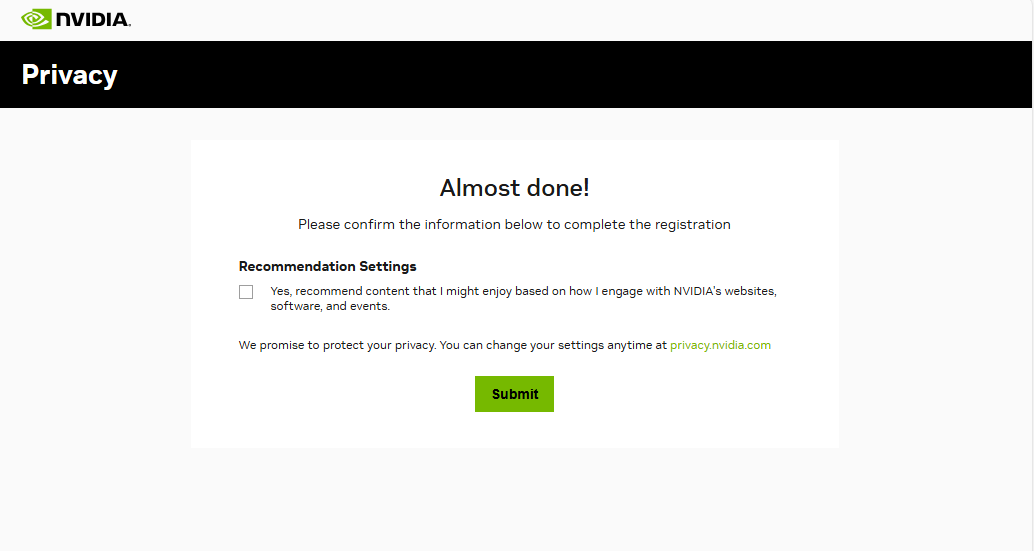 NVIDIA.
Privacy
Almost done!
Please confirm the information below to complete the registration
Recommendation Settings
Yes, recommend content that I might enjoy based on how I engage with NVIDIA's websites,
software, and events.
We promise to protect your privacy. You can change your settings anytime at privacy.nvidia.com
Submit